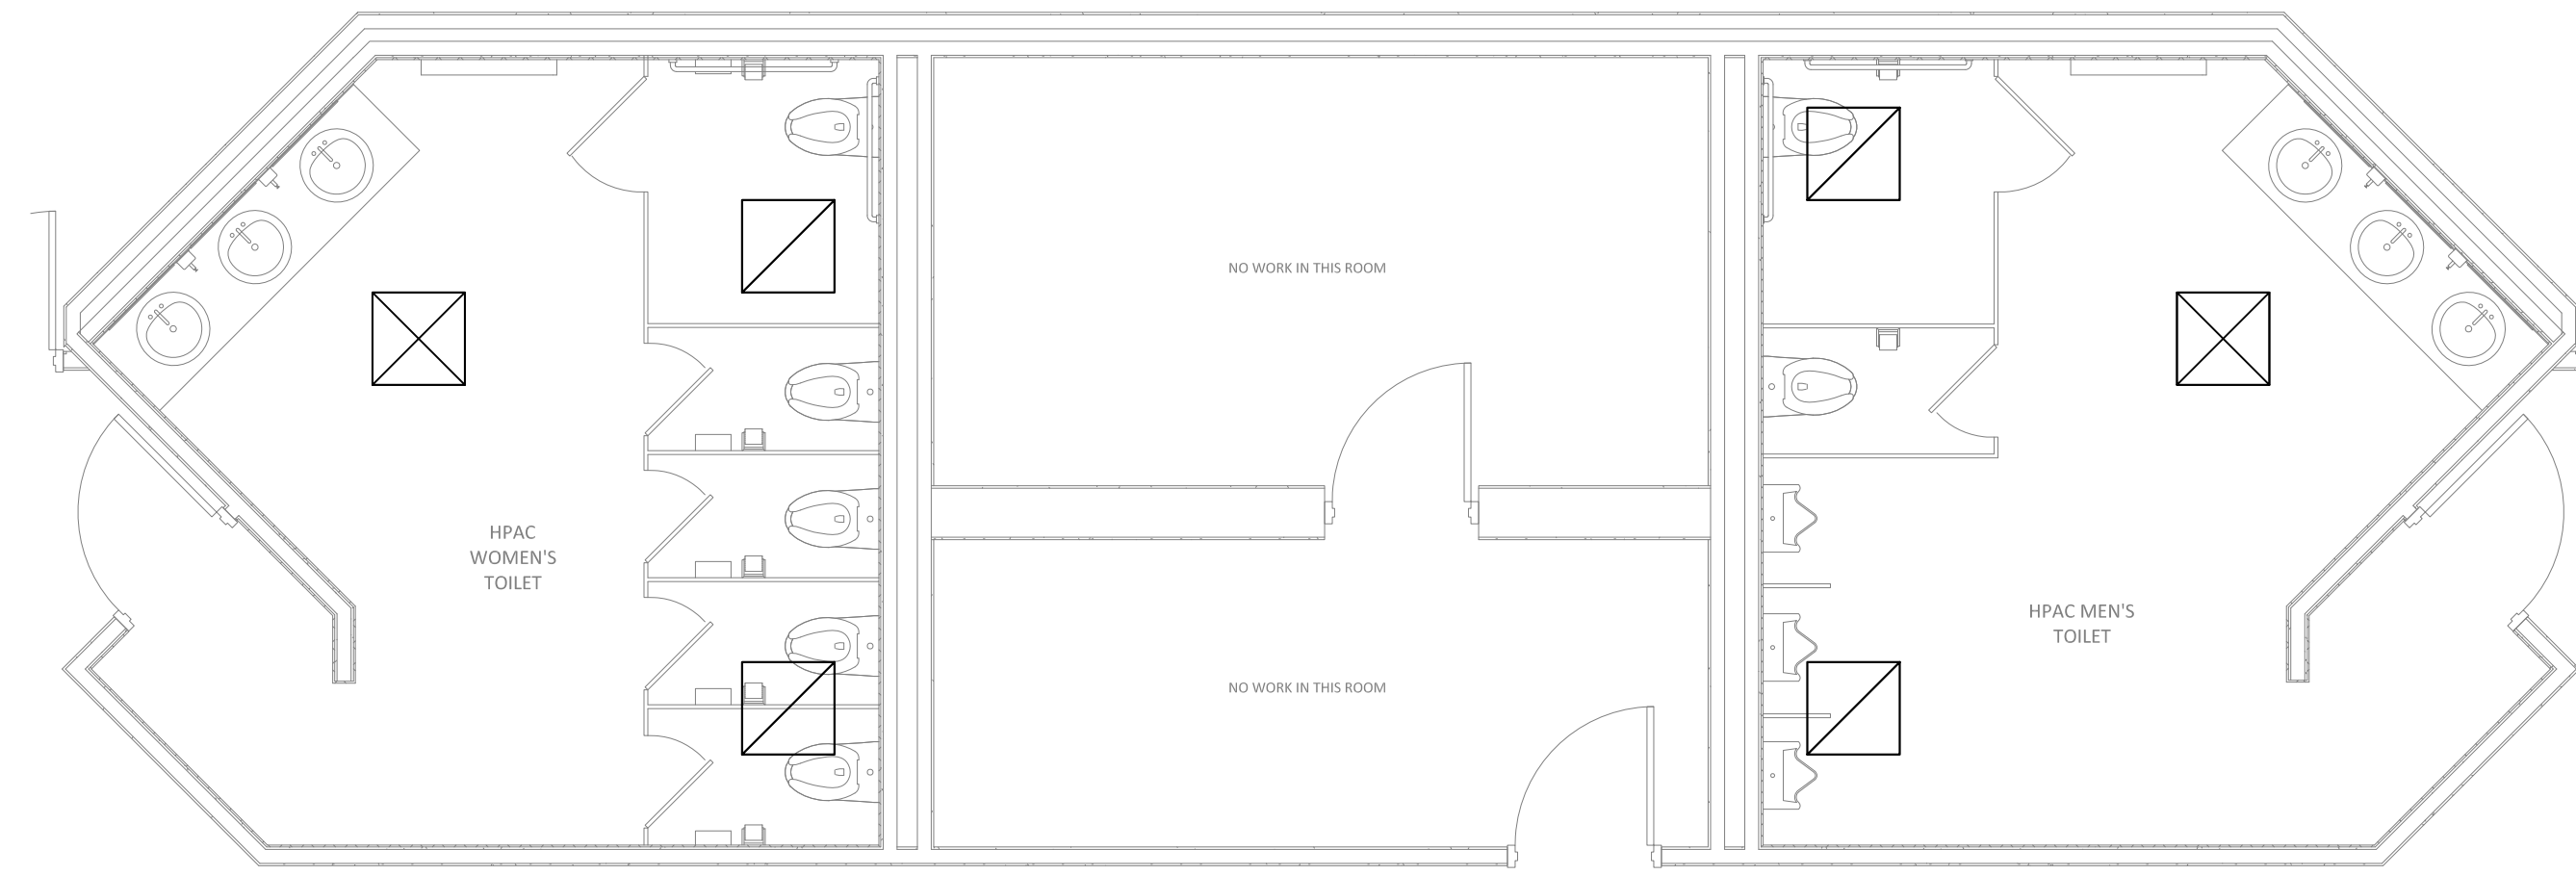 NO WORK IN THIS ROOM
HPAC
WOMEN'S
TOILET
HPAC MEN'S
TOILET
NO WORK IN THIS ROOM